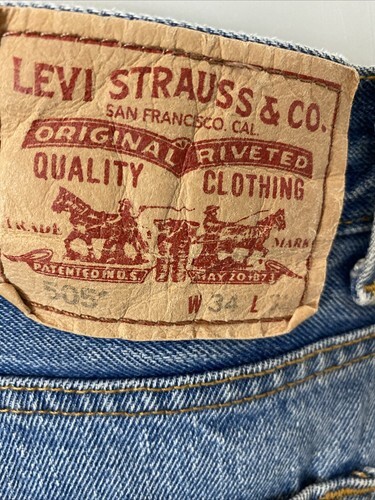 LEVI STRAUSS & CO.
SAN FRANCISCO. CAL.
ORIGINAL RIVETED
QUALITY CLOTHING
TRADE MARK
PATENTED IN U.S. MAY 20 1873
505*
W 34 L